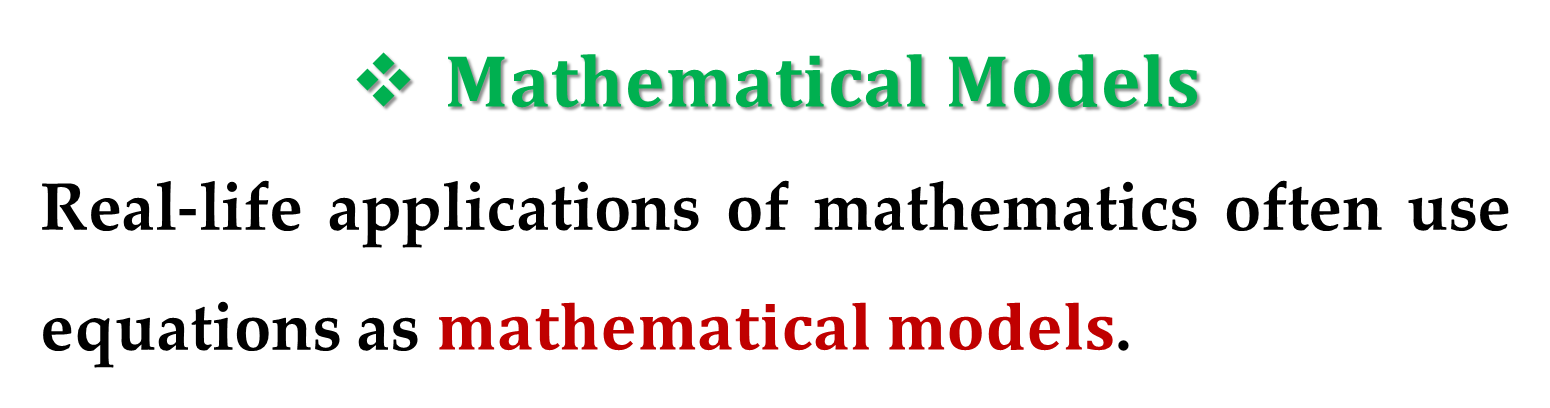 ❖ Mathematical Models
Real-life applications of mathematics often use
equations as mathematical models.